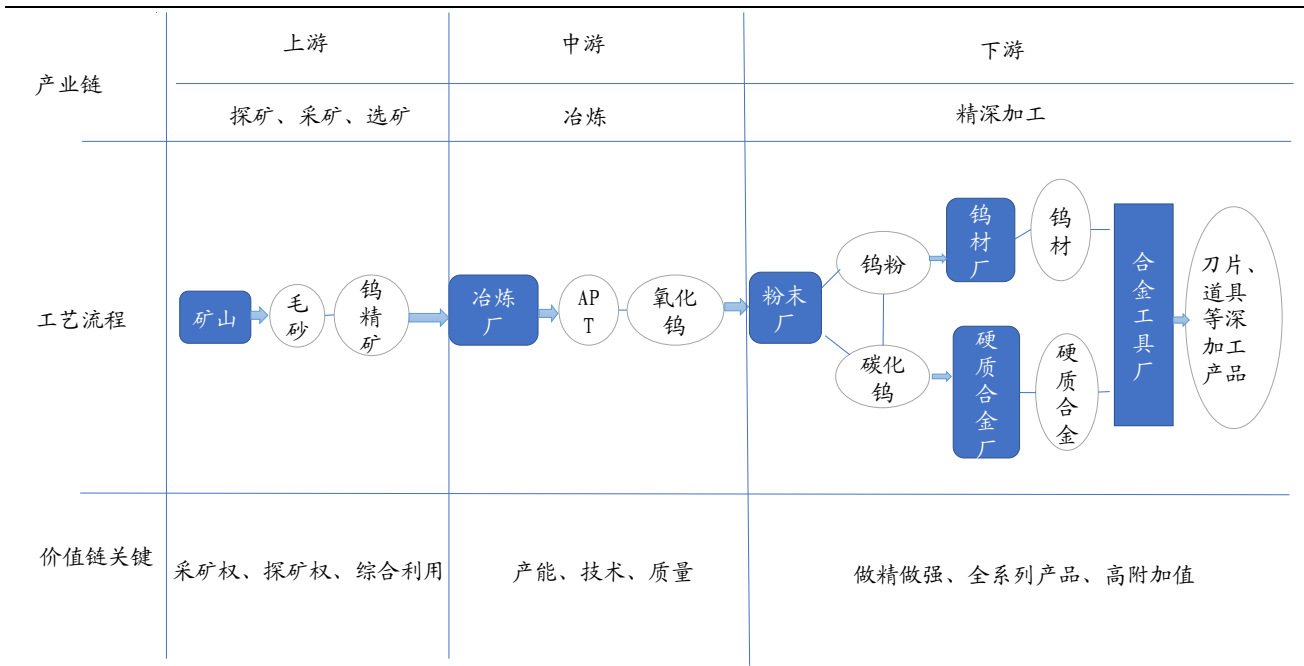 产业链
上游
中游
下游
探矿、采矿、选矿
冶炼
精深加工
工艺流程
矿山
毛
砂
钨
精
矿
冶炼
厂
AP
T
氧化
钨
粉末
厂
钨粉
碳化
钨
钨
材
厂
钨
材
硬
质
合
金
厂
硬
质
合
金
合
金
工
具
厂
刀片、
道具
等深
加工
产品
价值链关键
采矿权、探矿权、综合利用
产能、技术、质量
做精做强、全系列产品、高附加值